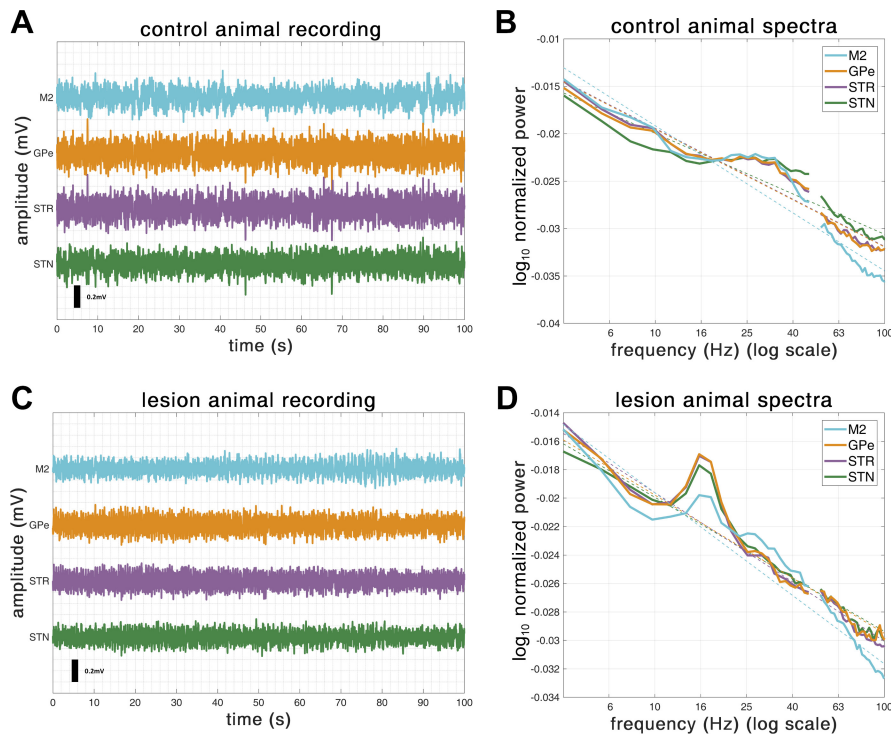 A
control animal recording
amplitude (mV)
M2
GPe
STR
STN
0.2mV
0 10 20 30 40 50 60 70 80 90 100
time (s)
B
control animal spectra
log₁₀ normalized power
-0.01
-0.015
-0.02
-0.025
-0.03
-0.035
-0.04
M2
GPe
STR
STN
6 10 16 25 40 63 100
frequency (Hz) (log scale)
C
lesion animal recording
amplitude (mV)
M2
GPe
STR
STN
0.2mV
0 10 20 30 40 50 60 70 80 90 100
time (s)
D
lesion animal spectra
log₁₀ normalized power
-0.014
-0.016
-0.018
-0.02
-0.022
-0.024
-0.026
-0.028
-0.03
-0.032
-0.034
M2
GPe
STR
STN
6 10 16 25 40 63 100
frequency (Hz) (log scale)